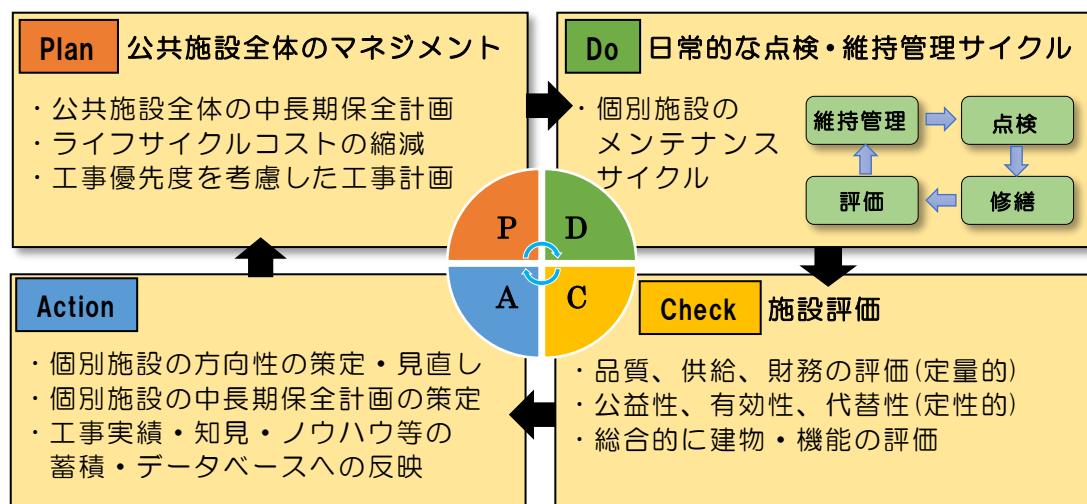 Plan 公共施設全体のマネジメント
・公共施設全体の中長期保全計画
・ライフサイクルコストの縮減
・工事優先度を考慮した工事計画
Do 日常的な点検・維持管理サイクル
・個別施設の
メンテナンス
サイクル
維持管理
点検
評価
修繕
P
D
A
C
Action
・個別施設の方向性の策定・見直し
・個別施設の中長期保全計画の策定
・工事実績・知見・ノウハウ等の
蓄積・データベースへの反映
Check 施設評価
・品質、供給、財務の評価(定量的)
・公益性、有効性、代替性(定性的)
・総合的に建物・機能の評価